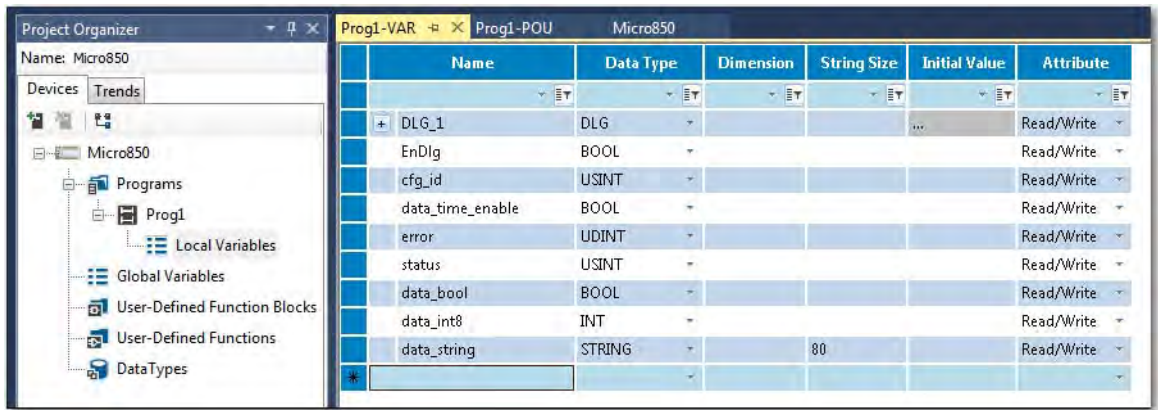 Project Organizer
Name: Micro850
Devices Trends
Micro850
Programs
Prog1
Local Variables
Global Variables
User-Defined Function Blocks
User-Defined Functions
DataTypes
Prog1-VAR Prog1-POU Micro850
Name Data Type Dimension String Size Initial Value Attribute
DLG_1 DLG ... Read/Write
EnDlg BOOL Read/Write
cfg_id USINT Read/Write
data_time_enable BOOL Read/Write
error UDINT Read/Write
status USINT Read/Write
data_bool BOOL Read/Write
data_int8 INT Read/Write
data_string STRING 80 Read/Write